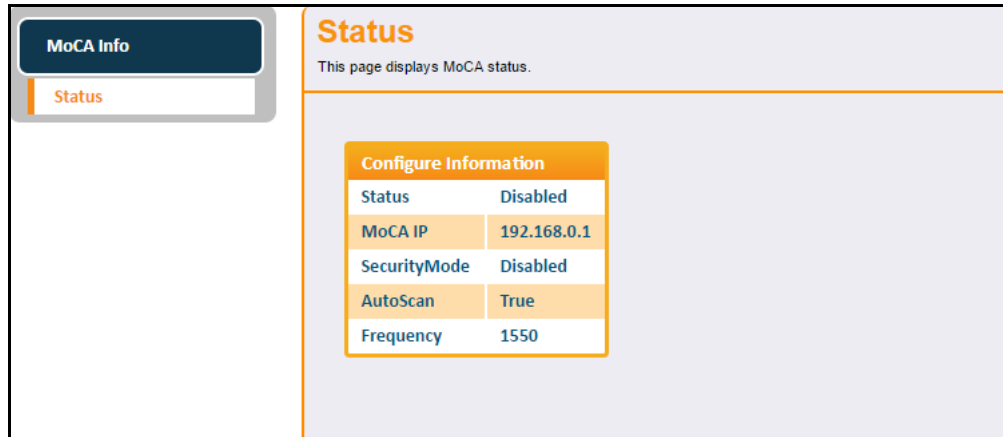 MoCA Info
Status
Status
This page displays MoCA status.
Configure Information
Status Disabled
MoCA IP 192.168.0.1
SecurityMode Disabled
AutoScan True
Frequency 1550